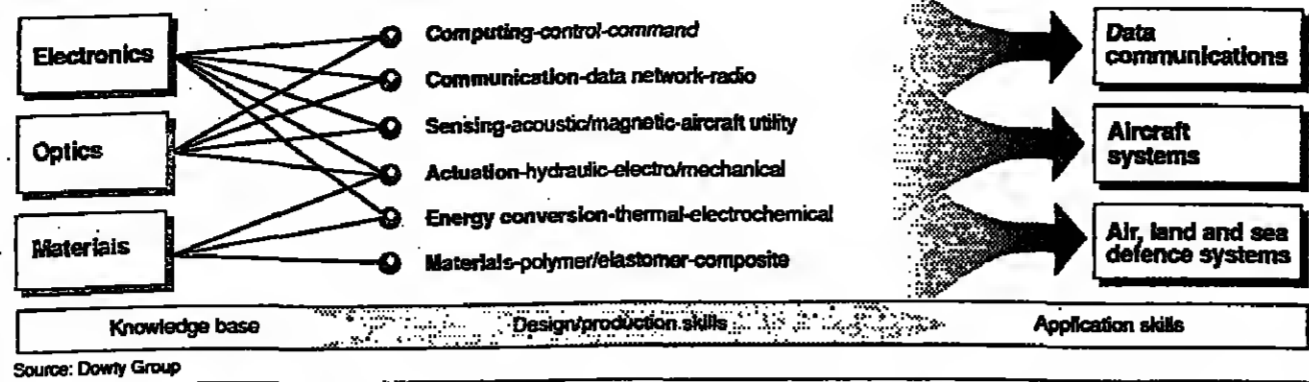 Electronics
Optics
Materials
Computing-control-command
Communication-data network-radio
Sensing-acoustic/magnetic-aircraft utility
Actuation-hydraulic-electro/mechanical
Energy conversion-thermal-electrochemical
Materials-polymer/elastomer-composite
Data
communications
Aircraft
systems
Air, land and sea
defence systems
Knowledge base
Design/production skills
Application skills
Source: Dowty Group